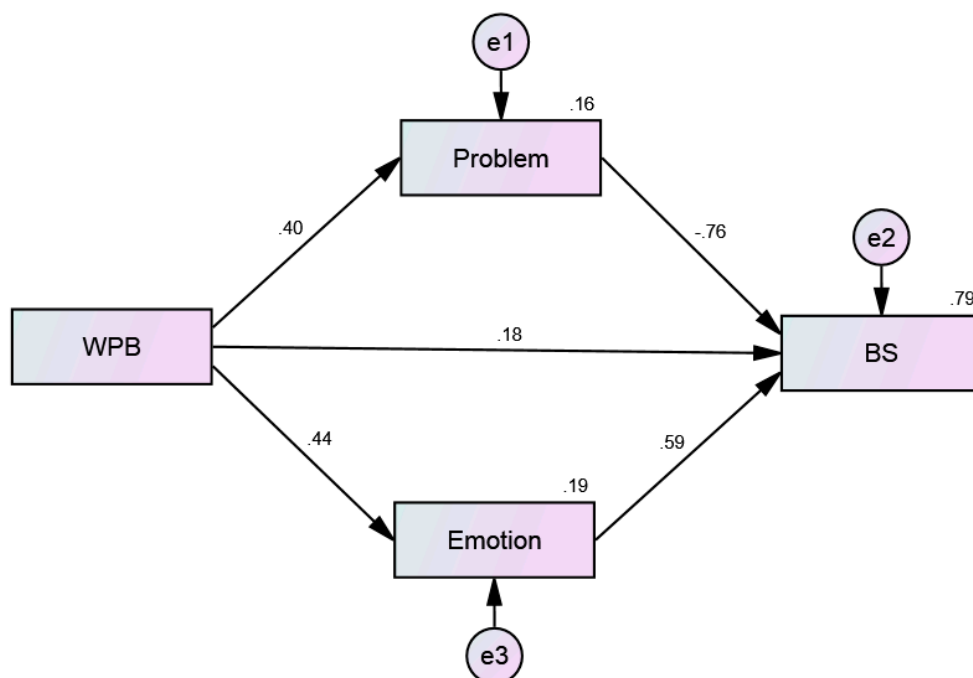 e1
.16
Problem
.40
-.76
e2
.79
WPB
.18
BS
.44
.59
.19
Emotion
e3